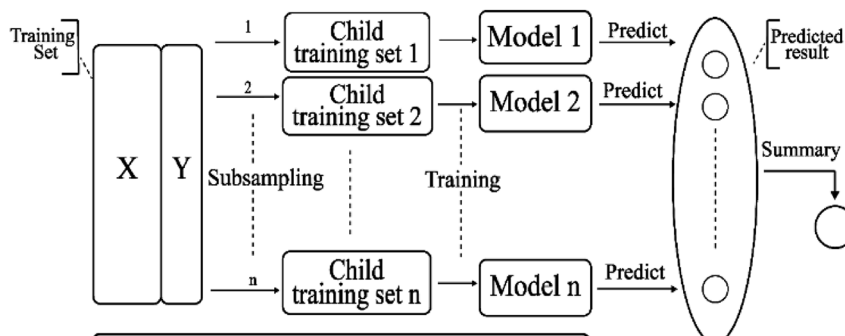 Training
Set
X
Y
1
2
n
Subsampling
Child
training set 1
Child
training set 2
Child
training set n
Training
Model 1
Model 2
Model n
Predict
Predict
Predict
Predicted
result
Summary